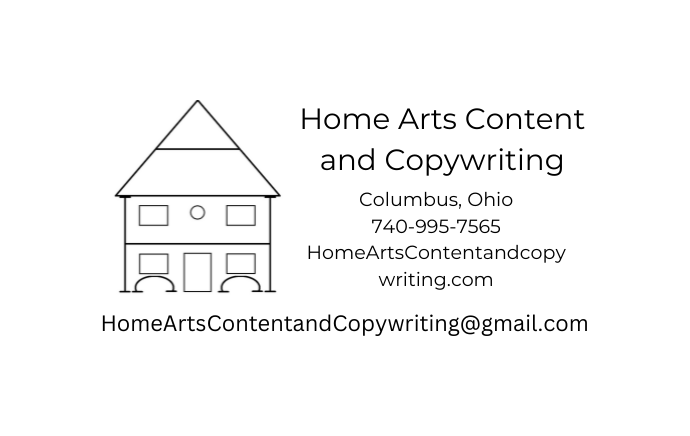 Home Arts Content
and Copywriting
Columbus, Ohio
740-995-7565
HomeArtsContentandcopy
writing.com
HomeArtsContentandCopywriting@gmail.com